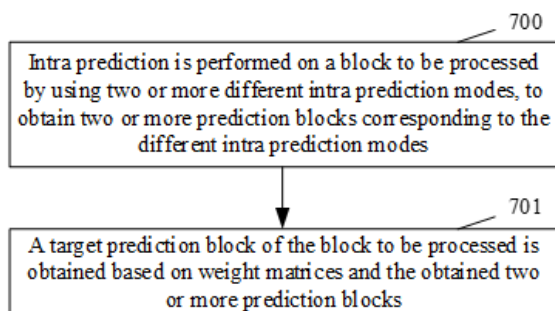 700
Intra prediction is performed on a block to be processed
by using two or more different intra prediction modes, to
obtain two or more prediction blocks corresponding to the
different intra prediction modes
701
A target prediction block of the block to be processed is
obtained based on weight matrices and the obtained two
or more prediction blocks